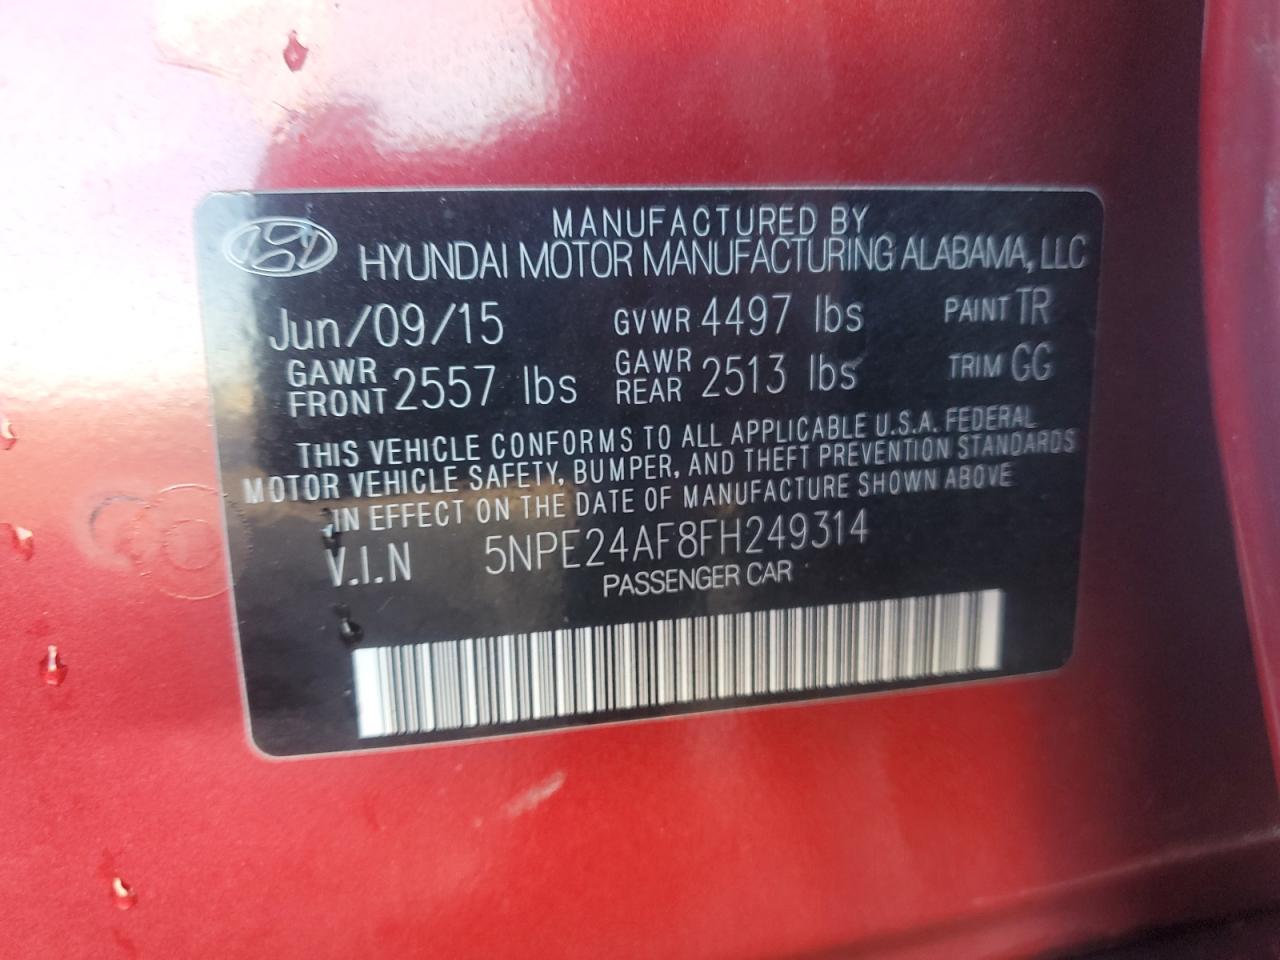 MANUFACTURED BY
HYUNDAI MOTOR MANUFACTURING ALABAMA, LLC
Jun/09/15 GVWR 4497 lbs PAINT TR
GAWR FRONT 2557 lbs GAWR REAR 2513 lbs TRIM GG
THIS VEHICLE CONFORMS TO ALL APPLICABLE U.S.A. FEDERAL
MOTOR VEHICLE SAFETY, BUMPER, AND THEFT PREVENTION STANDARDS
IN EFFECT ON THE DATE OF MANUFACTURE SHOWN ABOVE
V.I.N 5NPE24AF8FH249314
PASSENGER CAR